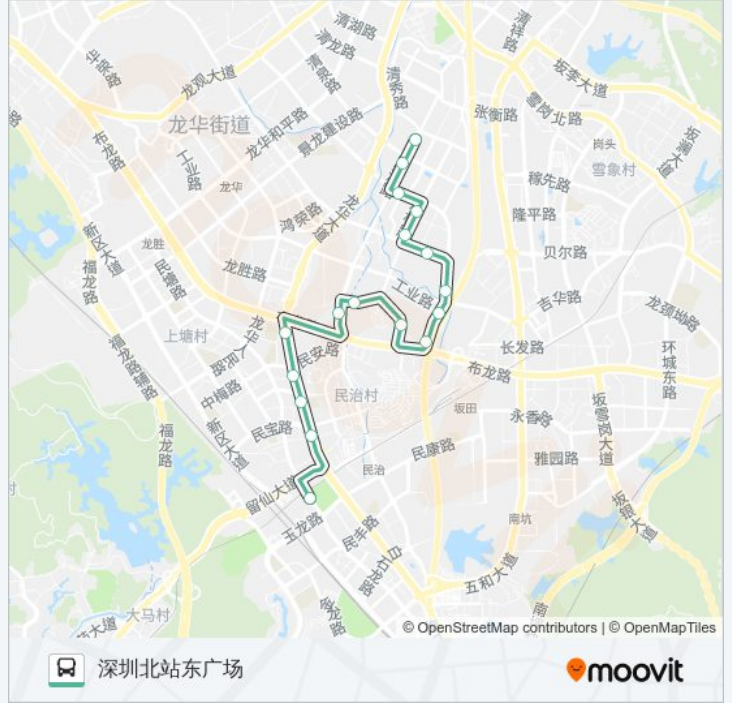 清湖路
清祥路
清龙路
华荣路
清泉路
坂李大道
龙观大道
清秀路
雪岗北路
张衡路
龙华街道
龙华和平路
景龙建设路
布龙路
坂澜大道
岗头
雪象村
工业路
稼先路
龙华
龙华大道
鸿荣路
隆平路
新区大道
龙胜
贝尔路
福龙路
民塘路
龙胜路
工业路
吉华路
龙颈坳路
上塘村
龙华人民路
长发路
福龙路辅路
民安路
环城东路
布龙路
中梅路
民治村
坂田
坂雪岗大道
永香路
新区大道
民宝路
福龙路
民康路
雅园路
民治
村
留仙大道
坂雪岗大道
玉龙路
民丰路
南坑
白石龙路
五和大道
大马村
金龙路
南
大道
© OpenStreetMap contributors | © OpenMapTiles
深圳北站东广场
moovit